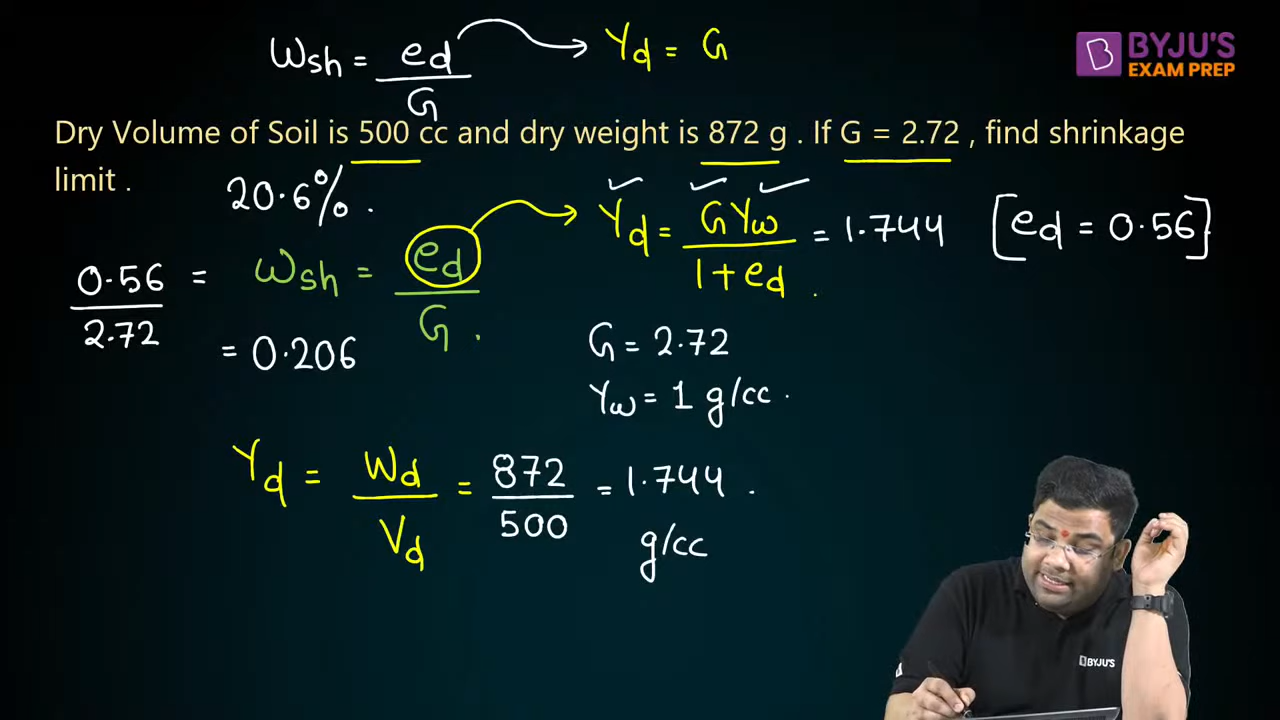 Wsh = ed/G → γd = G
BYJU'S
EXAM PREP
Dry Volume of Soil is 500 cc and dry weight is 872 g . If G = 2.72 , find shrinkage
limit .
20.6% .
0.56/2.72 = wsh = ed/G .
= 0.206
γd = Gγw/1+ed = 1.744 [ed = 0.56]
G = 2.72
γw = 1 g/cc .
γd = Wd/Vd = 872/500 = 1.744 .
g/cc
BYJU'S